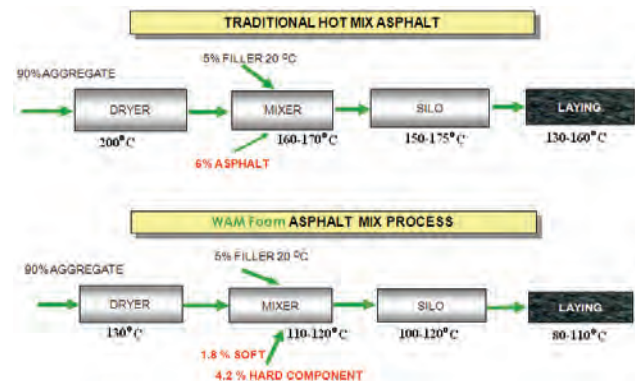 TRADITIONAL HOT MIX ASPHALT
5% FILLER 20 ºC
90% AGGREGATE
DRYER
MIXER
SILO
LAYING
200°C
160-170°C
150-175°C
130-160°C
6% ASPHALT
WAM Foam ASPHALT MIX PROCESS
5% FILLER 20 ºC
90% AGGREGATE
DRYER
MIXER
SILO
LAYING
130°C
110-120°C
100-120°C
80-110°C
1.8 % SOFT
4.2 % HARD COMPONENT